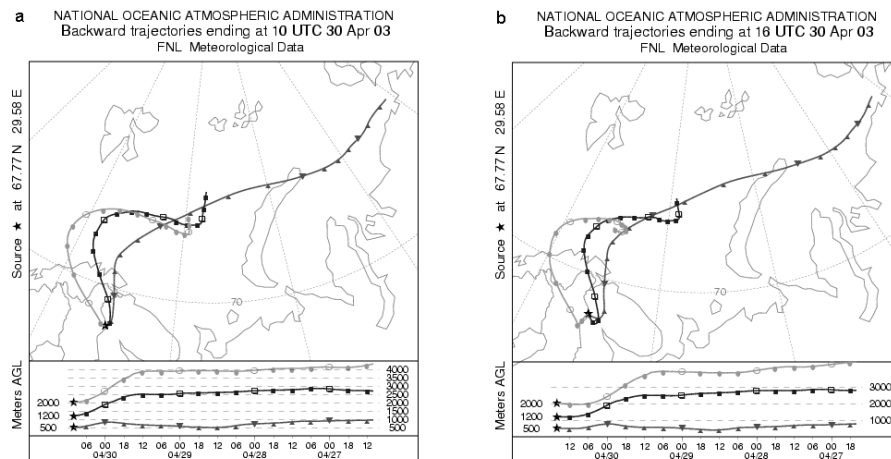 a
NATIONAL OCEANIC ATMOSPHERIC ADMINISTRATION
Backward trajectories ending at 10 UTC 30 Apr 03
FNL Meteorological Data
Source ★ at 67.77 N 29.58 E
70
Meters AGL
4000
3500
3000
2500
2000
1500
1000
500
2000
1200
500
06 00 18 12 06 00 18 12 06 00 18 12 06 00 18 12
04/30 04/29 04/28 04/27
b
NATIONAL OCEANIC ATMOSPHERIC ADMINISTRATION
Backward trajectories ending at 16 UTC 30 Apr 03
FNL Meteorological Data
Source ★ at 67.77 N 29.58 E
70
Meters AGL
3000
2000
1000
2000
1200
500
12 06 00 18 12 06 00 18 12 06 00 18 12 06 00 18
04/30 04/29 04/28 04/27